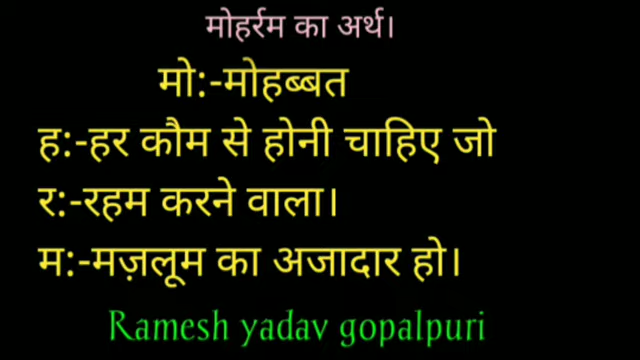 मोहर्रम का अर्थ।
मो:-मोहब्बत
ह:-हर कौम से होनी चाहिए जो
र:-रहम करने वाला।
म:-मज़लूम का अजादार हो।
Ramesh yadav gopalpuri